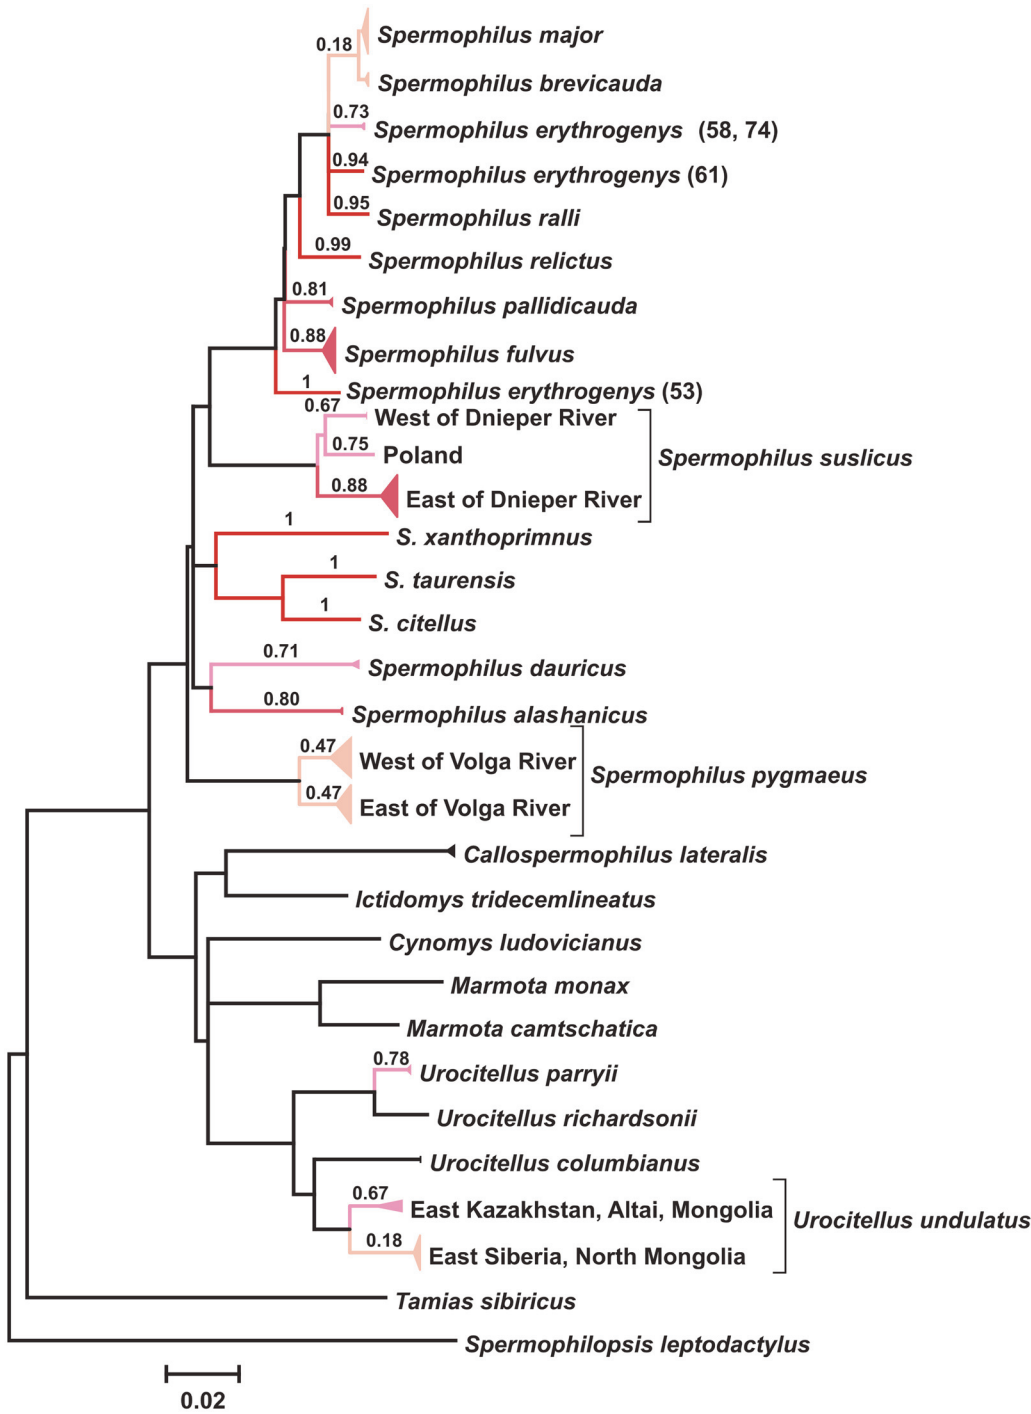 0.18
Spermophilus major
Spermophilus brevicauda
0.73
Spermophilus erythrogenys (58, 74)
0.94
Spermophilus erythrogenys (61)
0.95
Spermophilus ralli
0.99
Spermophilus relictus
0.81
Spermophilus pallidicauda
0.88
Spermophilus fulvus
1
Spermophilus erythrogenys (53)
0.67
West of Dnieper River
0.75
Poland
Spermophilus suslicus
0.88
East of Dnieper River
1
S. xanthoprimnus
1
S. taurensis
1
S. citellus
0.71
Spermophilus dauricus
0.80
Spermophilus alashanicus
0.47
West of Volga River
Spermophilus pygmaeus
0.47
East of Volga River
Callospermophilus lateralis
Ictidomys tridecemlineatus
Cynomys ludovicianus
Marmota monax
Marmota camtschatica
0.78
Urocitellus parryii
Urocitellus richardsonii
Urocitellus columbianus
0.67
East Kazakhstan, Altai, Mongolia
Urocitellus undulatus
0.18
East Siberia, North Mongolia
Tamias sibiricus
Spermophilopsis leptodactylus
0.02